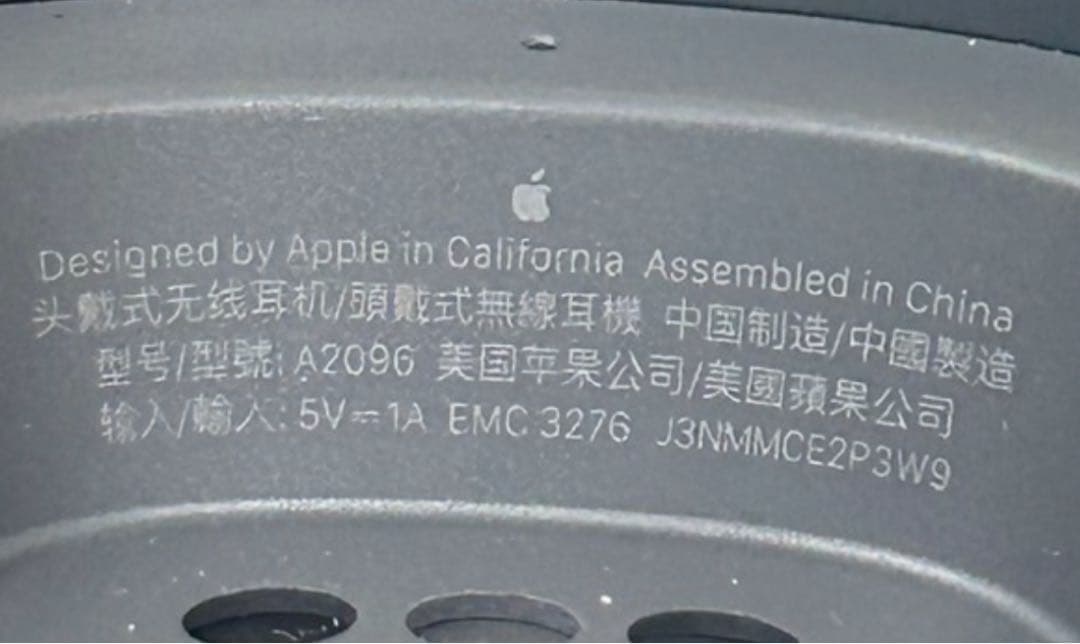 Designed by Apple in California Assembled in China
头戴式无线耳机/頭戴式無線耳機 中国制造/中國製造
型号/型號: A2096 美国苹果公司/美國蘋果公司
输入/輸入: 5V⎓1A EMC 3276 J3NMMCE2P3W9